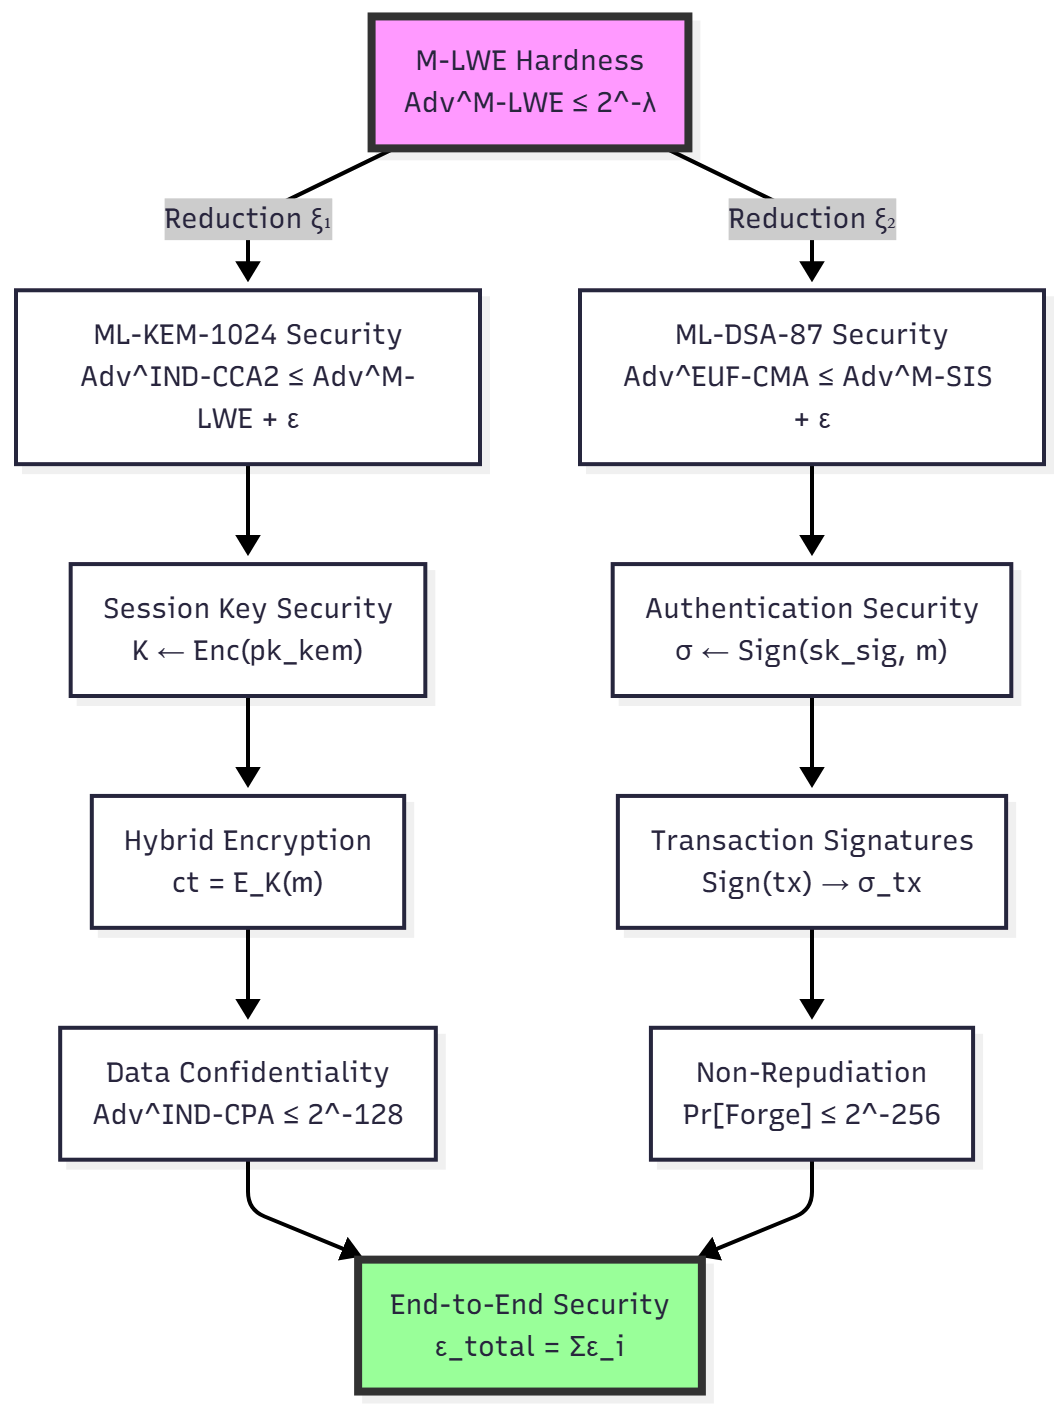 M-LWE Hardness
Adv^M-LWE ≤ 2^-λ
Reduction ξ₁
Reduction ξ₂
ML-KEM-1024 Security
Adv^IND-CCA2 ≤ Adv^M-
LWE + ε
ML-DSA-87 Security
Adv^EUF-CMA ≤ Adv^M-SIS
+ ε
Session Key Security
K ← Enc(pk_kem)
Authentication Security
σ ← Sign(sk_sig, m)
Hybrid Encryption
ct = E_K(m)
Transaction Signatures
Sign(tx) → σ_tx
Data Confidentiality
Adv^IND-CPA ≤ 2^-128
Non-Repudiation
Pr[Forge] ≤ 2^-256
End-to-End Security
ε_total = Σε_i